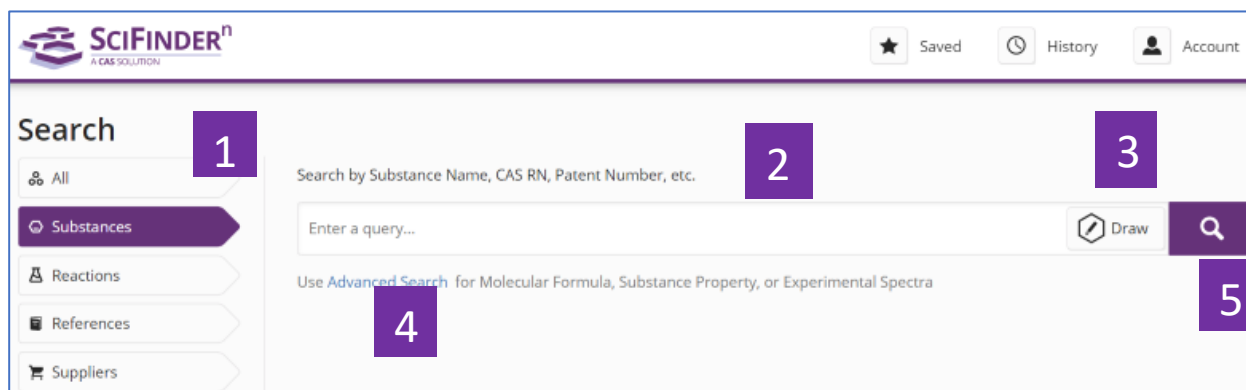 SCIFINDERⁿ
A CAS SOLUTION
Saved
History
Account
Search
1
All
Substances
Reactions
References
Suppliers
2
3
Search by Substance Name, CAS RN, Patent Number, etc.
Enter a query...
Draw
Use Advanced Search for Molecular Formula, Substance Property, or Experimental Spectra
4
5